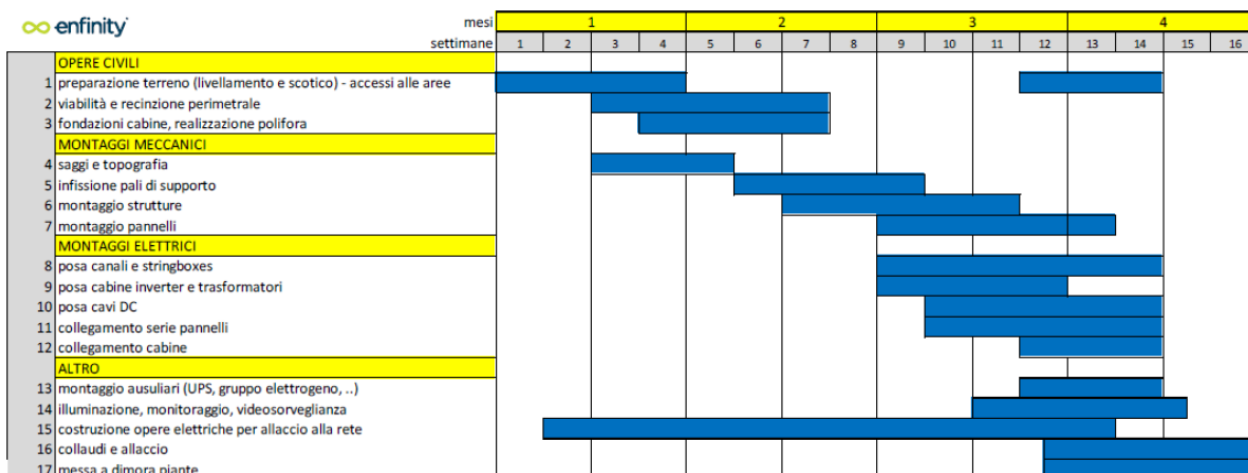 enfinity
mesi 1 2 3 4
settimane 1 2 3 4 5 6 7 8 9 10 11 12 13 14 15 16
OPERE CIVILI
1 preparazione terreno (livellamento e scotico) - accessi alle aree
2 viabilità e recinzione perimetrale
3 fondazioni cabine, realizzazione polifora
MONTAGGI MECCANICI
4 saggi e topografia
5 infissione pali di supporto
6 montaggio strutture
7 montaggio pannelli
MONTAGGI ELETTRICI
8 posa canali e stringboxes
9 posa cabine inverter e trasformatori
10 posa cavi DC
11 collegamento serie pannelli
12 collegamento cabine
ALTRO
13 montaggio ausuliari (UPS, gruppo elettrogeno, ..)
14 illuminazione, monitoraggio, videosorveglianza
15 costruzione opere elettriche per allaccio alla rete
16 collaudi e allaccio
17 messa a dimora piante